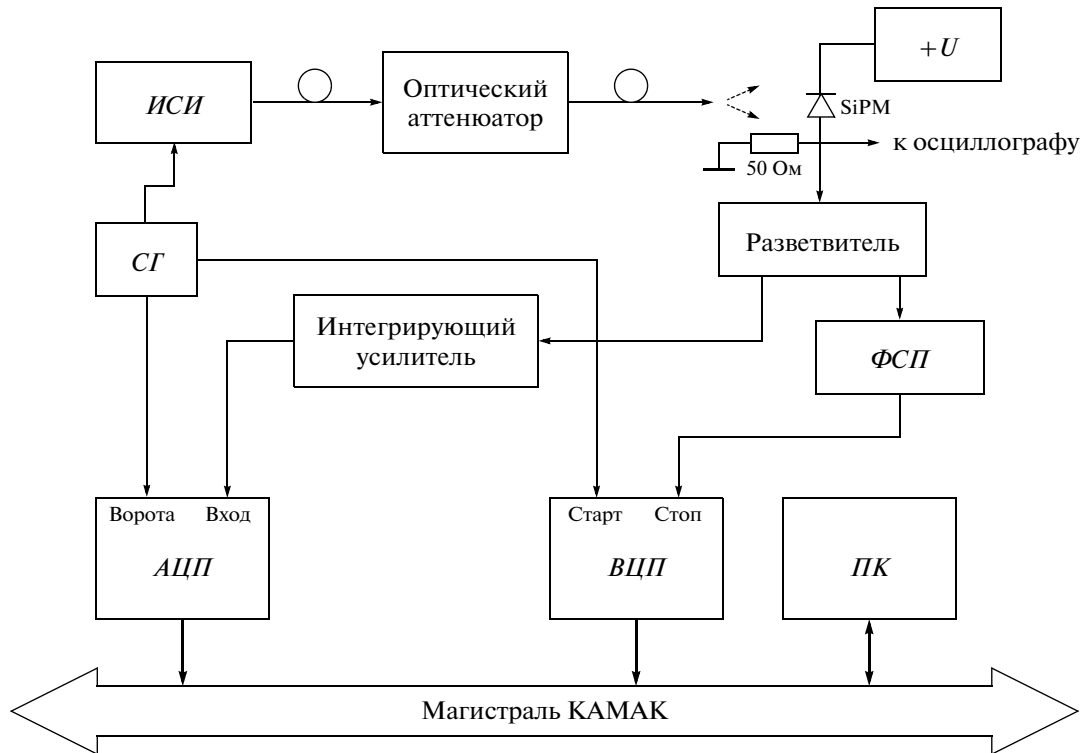 +U
ИСИ
Оптический
аттенюатор
SiPM
50 Ом
к осциллографу
СГ
Разветвитель
Интегрирующий
усилитель
ФСП
Ворота Вход
АЦП
Старт Стоп
ВЦП
ПК
Магистраль КАМАК